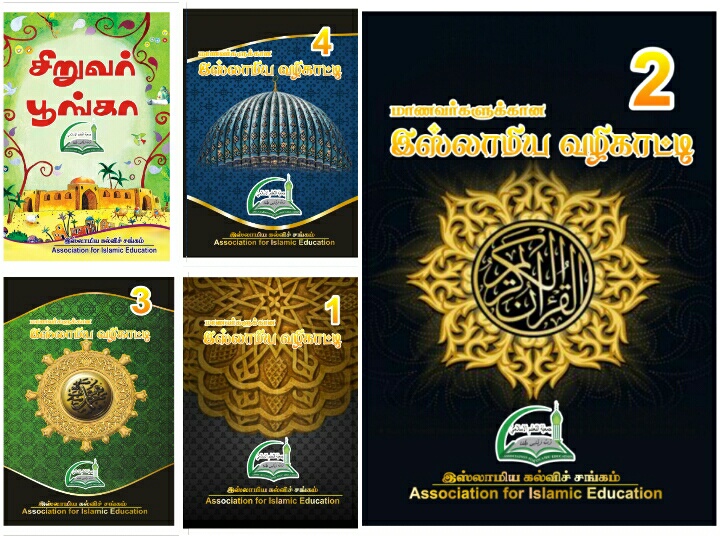 சிறுவர்
பூங்கா
இஸ்லாமிய கல்விச் சங்கம்
Association for Islamic Education
4
மாணவர்களுக்கான
இஸ்லாமிய வழிகாட்டி
இஸ்லாமிய கல்விச் சங்கம்
Association for Islamic Education
2
மாணவர்களுக்கான
இஸ்லாமிய வழிகாட்டி
القرآن الكريم
இஸ்லாமிய கல்விச் சங்கம்
Association for Islamic Education
3
மாணவர்களுக்கான
இஸ்லாமிய வழிகாட்டி
இஸ்லாமிய கல்விச் சங்கம்
Association for Islamic Education
1
மாணவர்களுக்கான
இஸ்லாமிய வழிகாட்டி
இஸ்லாமிய கல்விச் சங்கம்
Association for Islamic Education